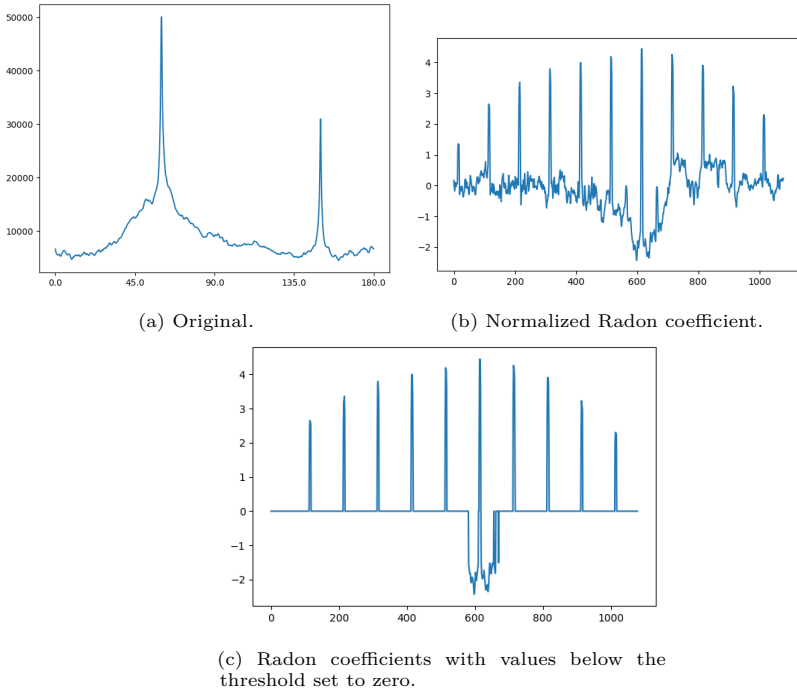 50000
40000
30000
20000
10000
0.0 45.0 90.0 135.0 180.0
(a) Original.
4
3
2
1
0
−1
−2
0 200 400 600 800 1000
(b) Normalized Radon coefficient.
4
3
2
1
0
−1
−2
0 200 400 600 800 1000
(c) Radon coefficients with values below the
threshold set to zero.